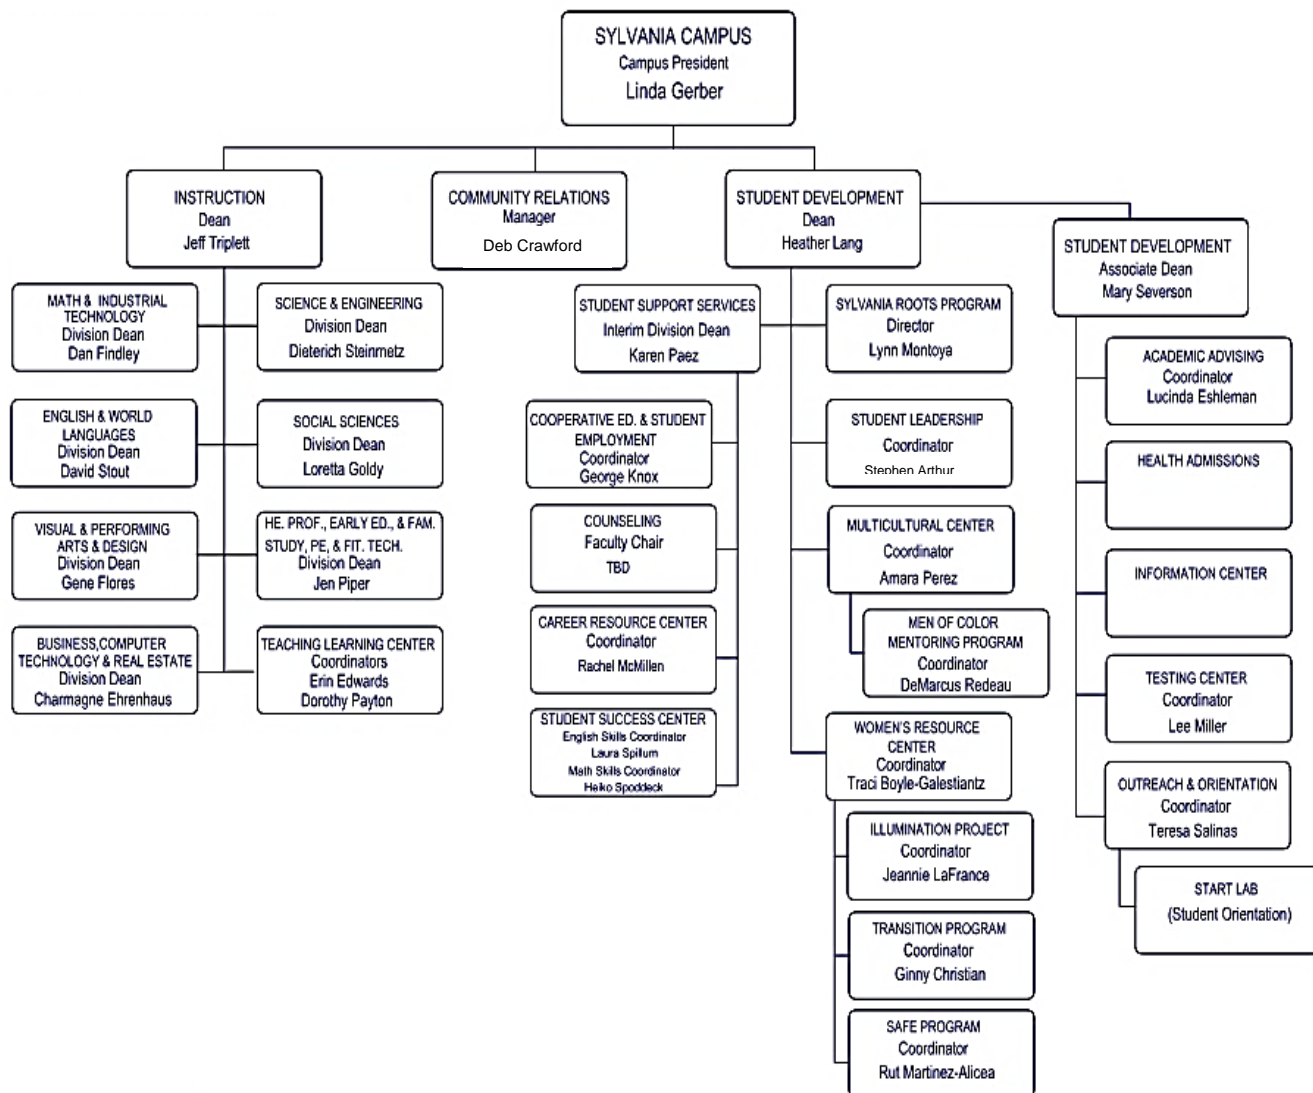 SYLVANIA CAMPUS
Campus President
Linda Gerber
INSTRUCTION
Dean
Jeff Triplett
COMMUNITY RELATIONS
Manager
Deb Crawford
STUDENT DEVELOPMENT
Dean
Heather Lang
STUDENT DEVELOPMENT
Associate Dean
Mary Severson
MATH & INDUSTRIAL
TECHNOLOGY
Division Dean
Dan Findley
SCIENCE & ENGINEERING
Division Dean
Dieterich Steinmetz
ENGLISH & WORLD
LANGUAGES
Division Dean
David Stout
SOCIAL SCIENCES
Division Dean
Loretta Goldy
VISUAL & PERFORMING
ARTS & DESIGN
Division Dean
Gene Flores
HE. PROF., EARLY ED., & FAM.
STUDY, PE, & FIT. TECH.
Division Dean
Jen Piper
BUSINESS,COMPUTER
TECHNOLOGY & REAL ESTATE
Division Dean
Charmagne Ehrenhaus
TEACHING LEARNING CENTER
Coordinators
Erin Edwards
Dorothy Payton
STUDENT SUPPORT SERVICES
Interim Division Dean
Karen Paez
COOPERATIVE ED. & STUDENT
EMPLOYMENT
Coordinator
George Knox
COUNSELING
Faculty Chair
TBD
CAREER RESOURCE CENTER
Coordinator
Rachel McMillen
STUDENT SUCCESS CENTER
English Skills Coordinator
Laura Spillum
Math Skills Coordinator
Heiko Spoddeck
SYLVANIA ROOTS PROGRAM
Director
Lynn Montoya
STUDENT LEADERSHIP
Coordinator
Stephen Arthur
MULTICULTURAL CENTER
Coordinator
Amara Perez
MEN OF COLOR
MENTORING PROGRAM
Coordinator
DeMarcus Redeau
WOMEN'S RESOURCE
CENTER
Coordinator
Traci Boyle-Galestiantz
ILLUMINATION PROJECT
Coordinator
Jeannie LaFrance
TRANSITION PROGRAM
Coordinator
Ginny Christian
SAFE PROGRAM
Coordinator
Rut Martinez-Alicea
ACADEMIC ADVISING
Coordinator
Lucinda Eshleman
HEALTH ADMISSIONS
INFORMATION CENTER
TESTING CENTER
Coordinator
Lee Miller
OUTREACH & ORIENTATION
Coordinator
Teresa Salinas
START LAB
(Student Orientation)